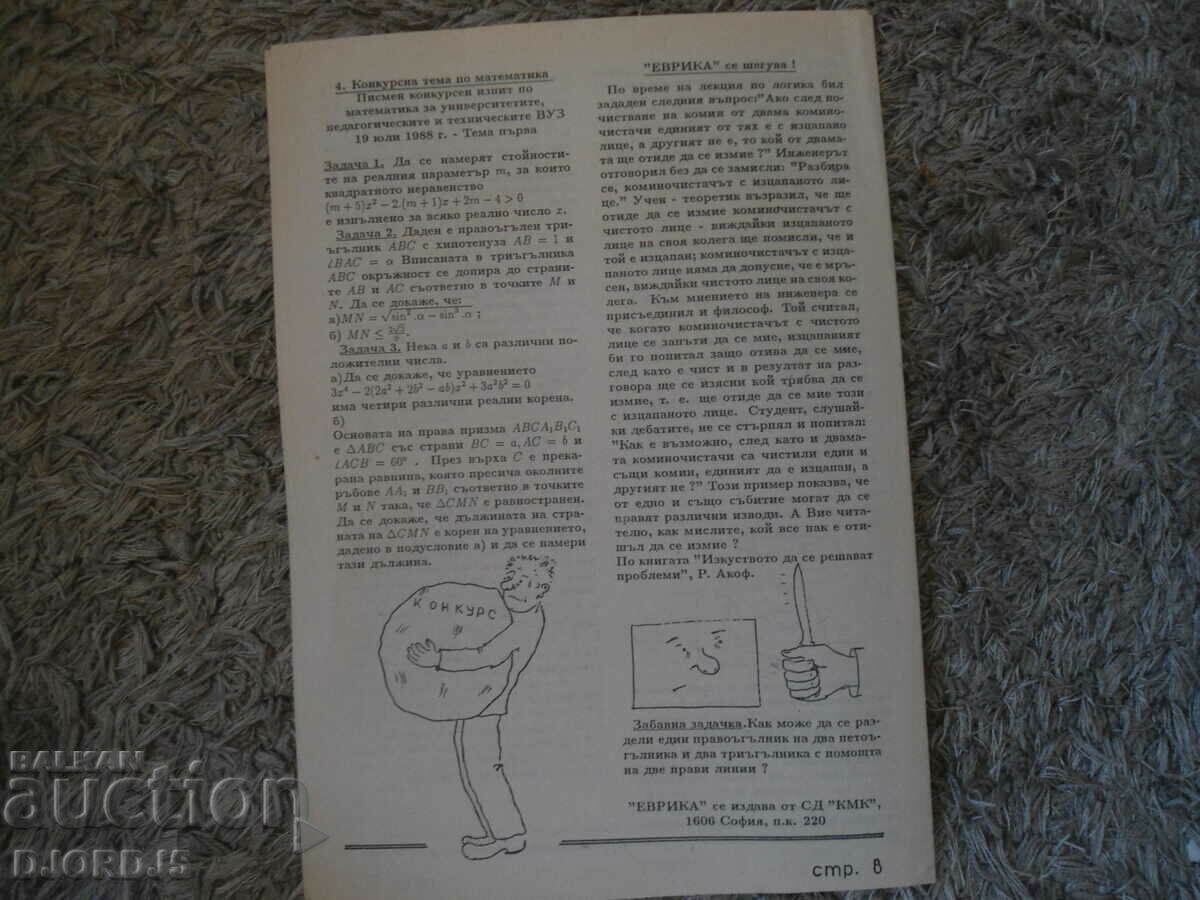 4. Конкурсна тема по математика
Писмен конкурсен изпит по
математика за университетите,
педагогическите и техническите ВУЗ
19 юли 1988 г. - Тема първа
Задача 1. Да се намерят стойности-
те на реалния параметър m, за които
квадратното неравенство
(m + 5)x² − 2.(m + 1)x + 2m − 4 > 0
е изпълнено за всяко реално число x.
Задача 2. Даден е правоъгълен три-
ъгълник ABC с хипотенуза AB = 1 и
∠BAC = α Вписаната в триъгълника
ABC окръжност се допира до страни-
те AB и AC съответно в точките M и
N. Да се докаже, че:
а)MN = √sin².α − sin³.α ;
б) MN ≤
Задача 3. Нека a и b са различни по-
ложителни числа.
а)Да се докаже, че уравнението
3x⁴ − 2(2a² + 2b² − ab)x² + 3a²b² = 0
има четири различни реални корена.
б)
Основата на права призма ABCA₁B₁C₁
е △ABC със страни BC = a, AC = b и
∠ACB = 60° . През върха C е прека-
рана равнина, която пресича околните
ръбове AA₁ и BB₁ съответно в точките
M и N така, че △CMN е равностранен.
Да се докаже, че дължината на стра-
ната на △CMN е корен на уравнението,
дадено в подусловие а) и да се намери
тази дължина.
КОНКУРС
"ЕВРИКА" се шегува !
По време на лекция по логика бил
зададен следния въпрос:"Ако след по-
чистване на комин от двама комино-
чистачи единият от тях е с изцапано
лице, а другият не е, то кой от двама-
та ще отиде да се измие ?" Инженерът
отговорил без да се замисли: "Разбира
се, коминочистачът с изцапаното ли-
це." Учен - теоретик възразил, че ще
отиде да се измие коминочистачът с
чистото лице - виждайки изцапаното
лице на своя колега ще помисли, че и
той е изцапан; коминочистачът с изца-
паното лице няма да допусне, че е мръ-
сен, виждайки чистото лице на своя ко-
лега. Към мнението на инженера се
присъединил и философ. Той считал,
че когато коминочистачът с чистото
лице се запъти да се мие, изцапаният
би го попитал защо отива да се мие,
след като е чист и в резултат на раз-
говора ще се изясни кой трябва да се
измие, т. е. ще отиде да се мие този
с изцапаното лице. Студент, слушай-
ки дебатите, не се стърпял и попитал:
"Как е възможно, след като и двама-
та коминочистачи са чистили един и
същи комин, единият да е изцапан, а
другият не ?" Този пример показва, че
от едно и също събитие могат да се
правят различни изводи. А Вие чита-
телю, как мислите, кой все пак е оти-
шъл да се измие ?
По книгата "Изкуството да се решават
проблеми", Р. Акоф.
Забавна задачка.Как може да се раз-
дели един правоъгълник на два петоъ-
гълника и два триъгълника с помощта
на две прави линии ?
"ЕВРИКА" се издава от СД "КМК",
1606 София, п.к. 220
стр. 8
BALKAN
auction
DJORD.15